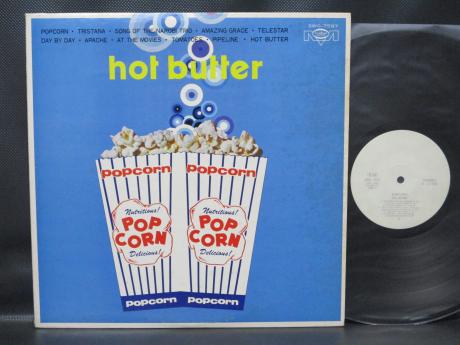 POPCORN • TRISTANA • SONG OF THE NAIROBI TRIO • AMAZING GRACE • TELESTAR
DAY BY DAY • APACHE • AT THE MOVIES • TOMATOES • PIPELINE • HOT BUTTER
hot butter
popcorn popcorn
Nutritious! Nutritious!
POP POP
CORN CORN
Delicious! Delicious!
popcorn popcorn